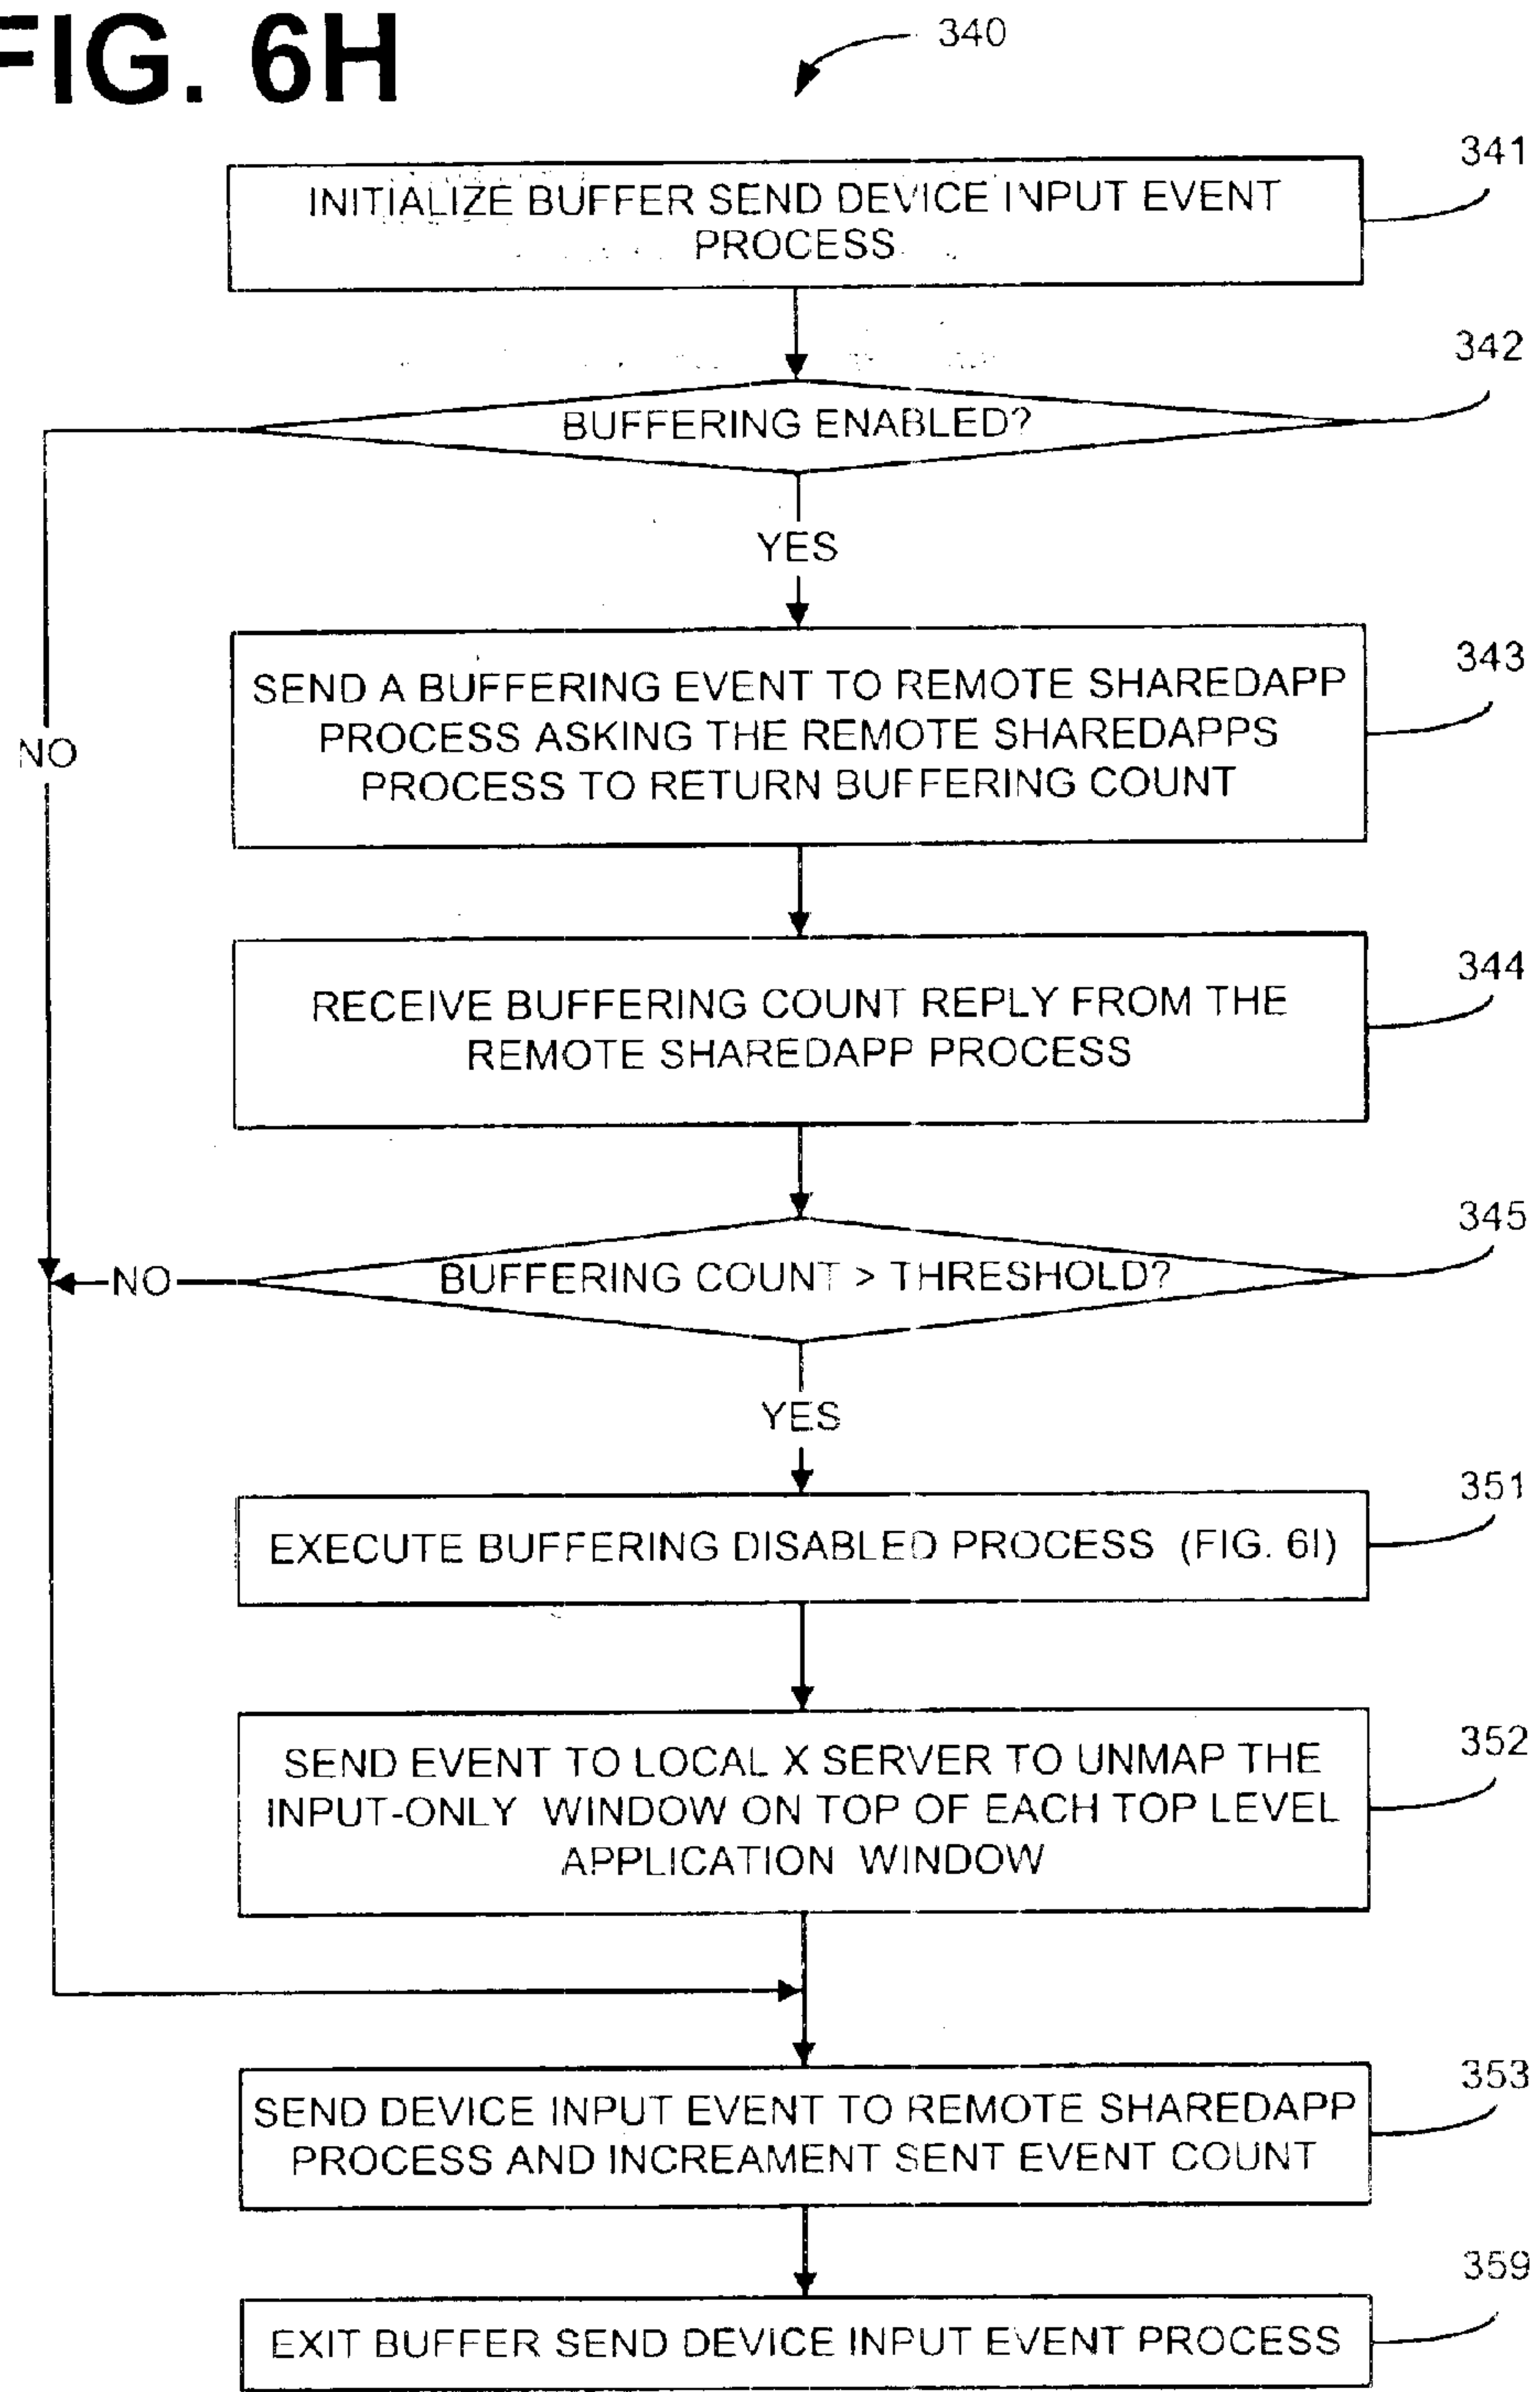 FIG. 6H
340
341
INITIALIZE BUFFER SEND DEVICE INPUT EVENT
PROCESS
342
BUFFERING ENABLED?
YES
NO
343
SEND A BUFFERING EVENT TO REMOTE SHAREDAPP
PROCESS ASKING THE REMOTE SHAREDAPPS
PROCESS TO RETURN BUFFERING COUNT
344
RECEIVE BUFFERING COUNT REPLY FROM THE
REMOTE SHAREDAPP PROCESS
345
BUFFERING COUNT > THRESHOLD?
NO
YES
351
EXECUTE BUFFERING DISABLED PROCESS (FIG. 6I)
352
SEND EVENT TO LOCAL X SERVER TO UNMAP THE
INPUT-ONLY WINDOW ON TOP OF EACH TOP LEVEL
APPLICATION WINDOW
353
SEND DEVICE INPUT EVENT TO REMOTE SHAREDAPP
PROCESS AND INCREAMENT SENT EVENT COUNT
359
EXIT BUFFER SEND DEVICE INPUT EVENT PROCESS